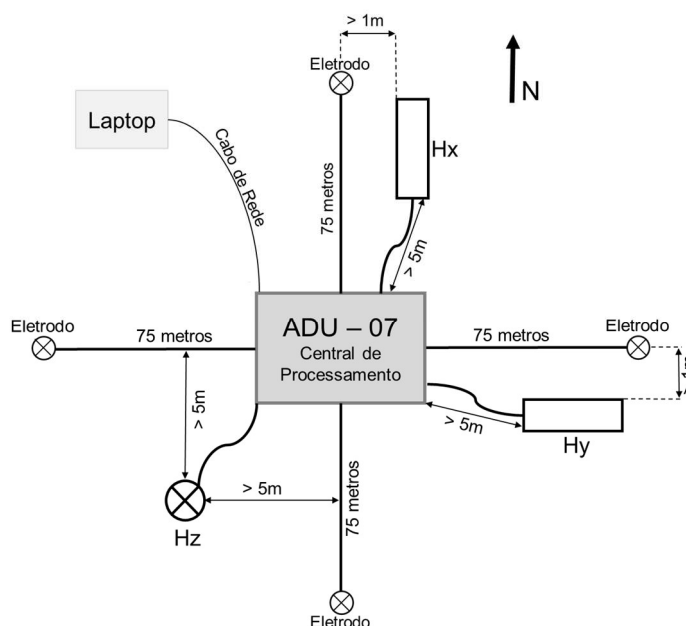 > 1m
Eletrodo
N
Laptop
Hx
Cabo de Rede
75 metros
> 5m
ADU – 07
Central de
Processamento
Eletrodo
75 metros
75 metros
Eletrodo
> 1m
> 5m
> 5m
Hy
> 5m
Hz
75 metros
Eletrodo